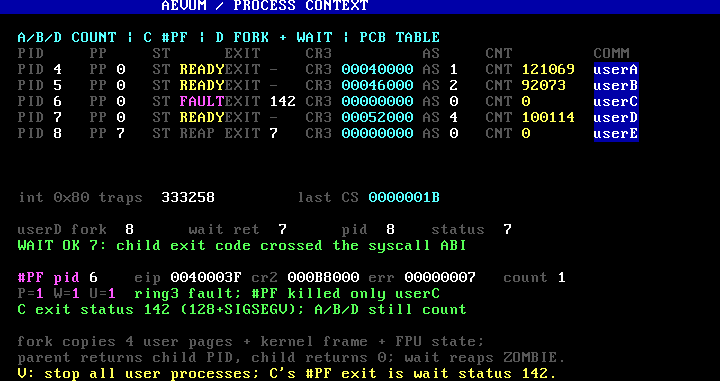 AEVUM / PROCESS CONTEXT
A/B/D COUNT ¦ C #PF ¦ D FORK + WAIT ¦ PCB TABLE
PID PP ST EXIT CR3 AS CNT COMM
PID 4 PP 0 ST READYEXIT - CR3 00040000 AS 1 CNT 121069 userA
PID 5 PP 0 ST READYEXIT - CR3 00046000 AS 2 CNT 92073 userB
PID 6 PP 0 ST FAULTEXIT 142 CR3 00000000 AS 0 CNT 0 userC
PID 7 PP 0 ST READYEXIT - CR3 00052000 AS 4 CNT 100114 userD
PID 8 PP 7 ST REAP EXIT 7 CR3 00000000 AS 0 CNT 0 userE
int 0x80 traps 333258 last CS 0000001B
userD fork 8 wait ret 7 pid 8 status 7
WAIT OK 7: child exit code crossed the syscall ABI
#PF pid 6 eip 0040003F cr2 000B8000 err 00000007 count 1
P=1 W=1 U=1 ring3 fault; #PF killed only userC
C exit status 142 (128+SIGSEGV); A/B/D still count
fork copies 4 user pages + kernel frame + FPU state;
parent returns child PID, child returns 0; wait reaps ZOMBIE.
V: stop all user processes; C's #PF exit is wait status 142.